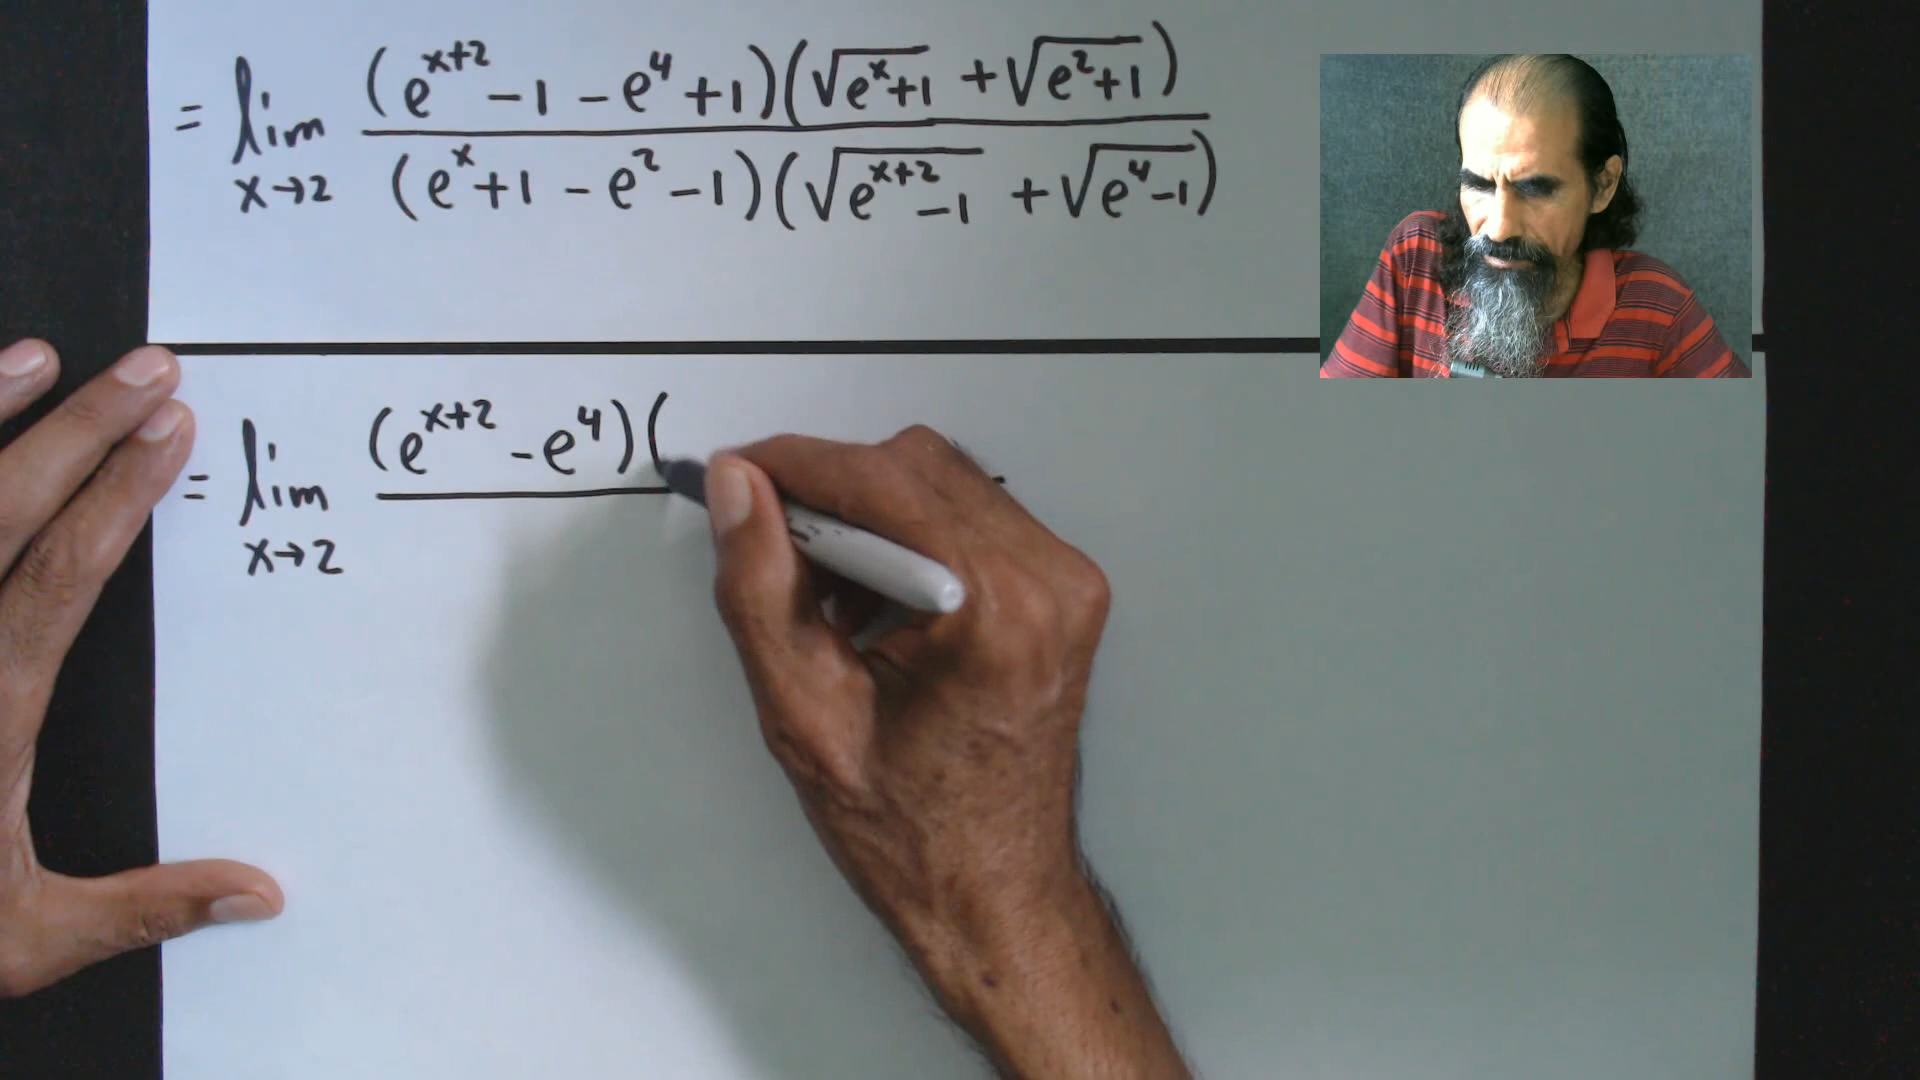 (e^{x+2} - 1 - e^4 + 1)(√(e^x + 1) + √(e^2 + 1))
= lim
x→2 (e^x + 1 - e^2 - 1)(√(e^{x+2} - 1) + √(e^4 - 1))
(e^{x+2} - e^4)(
= lim
x→2